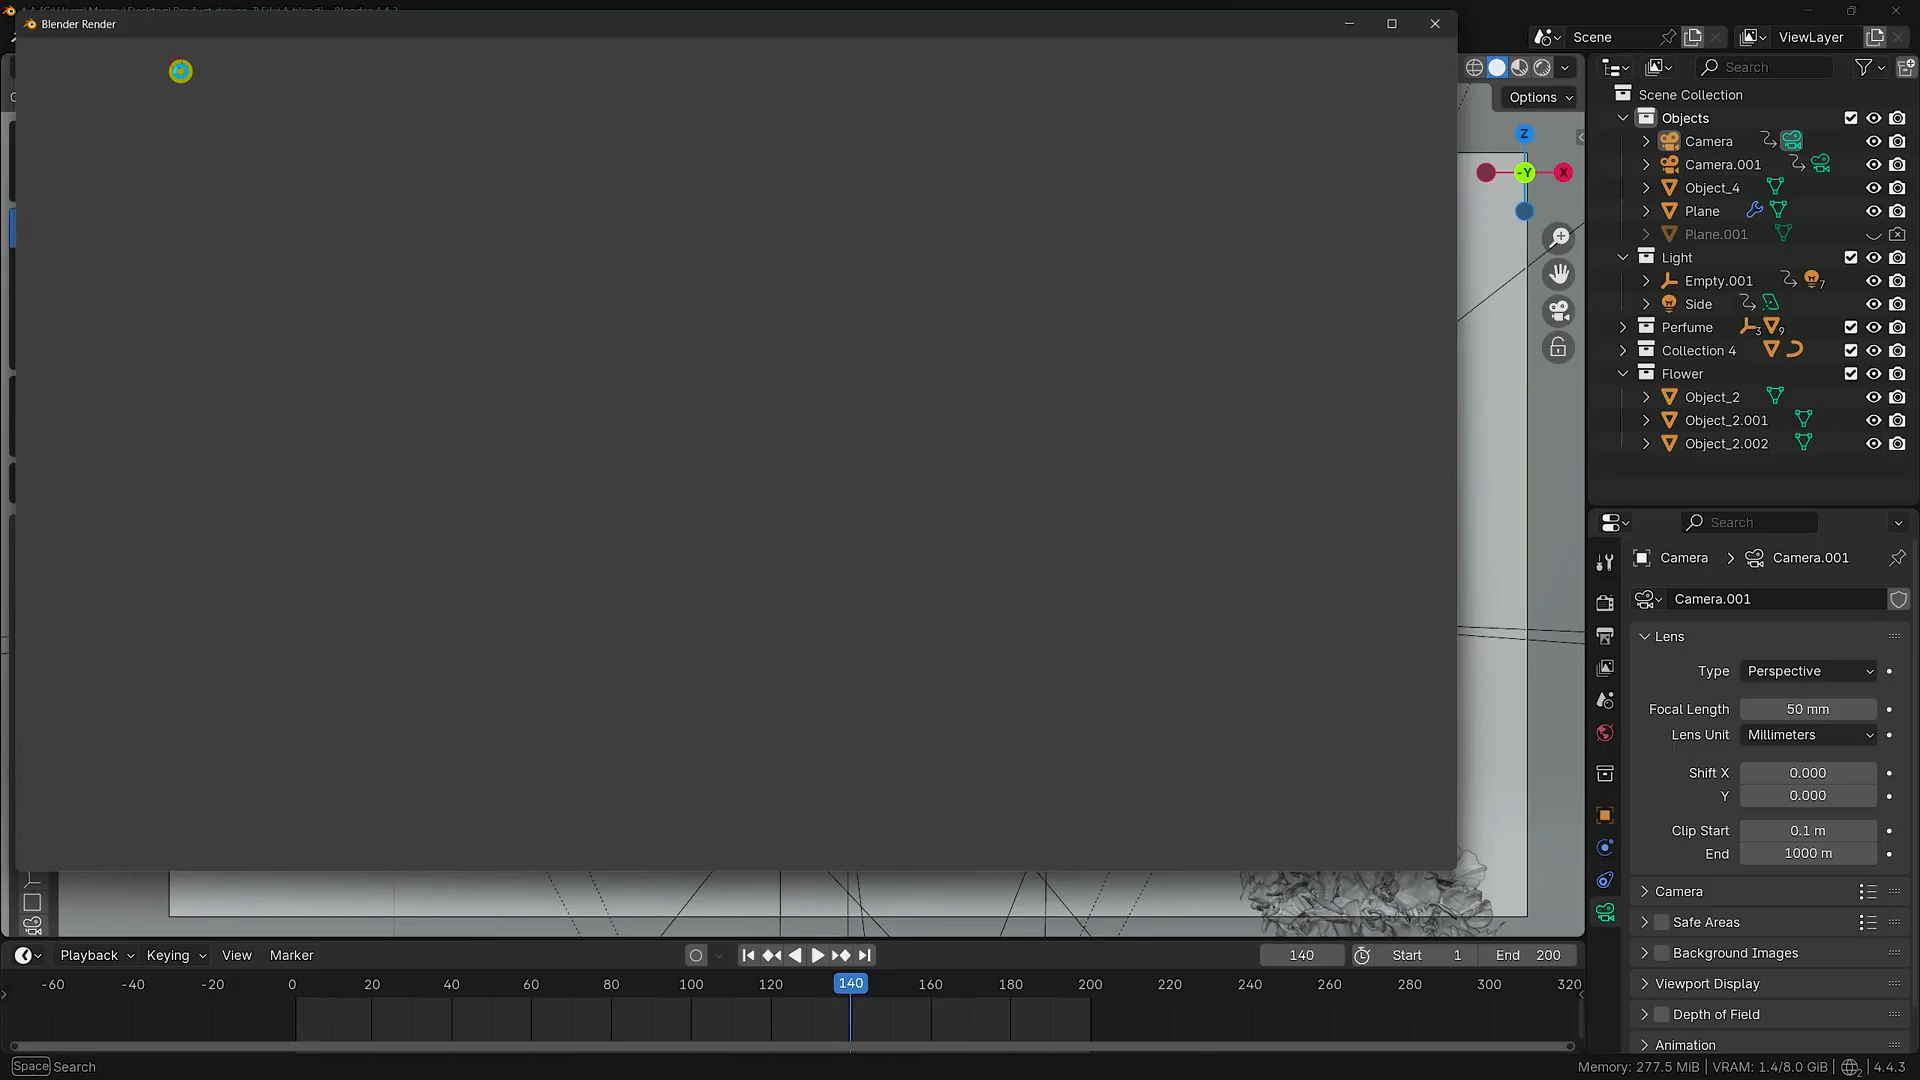 Blender Render
Scene
ViewLayer
Options
Search
Z
-Y
X
Scene Collection
Objects
Camera
Camera.001
Object_4
Plane
Plane.001
Light
Empty.001
7
Side
Perfume
3
9
Collection 4
Flower
Object_2
Object_2.001
Object_2.002
Search
Camera
Camera.001
Camera.001
Lens
Type
Perspective
Focal Length
50 mm
Lens Unit
Millimeters
Shift X
0.000
Y
0.000
Clip Start
0.1 m
End
1000 m
Camera
Safe Areas
Background Images
Viewport Display
Depth of Field
Animation
Playback
Keying
View
Marker
140
Start 1
End 200
-60 -40 -20 0 20 40 60 80 100 120 140 160 180 200 220 240 260 280 300 320
Space Search
Memory: 277.5 MiB | VRAM: 1.4/8.0 GiB | 2 | 4.4.3